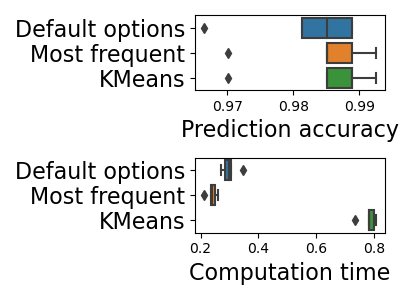 Default options
Most frequent
KMeans
0.97 0.98 0.99
Prediction accuracy
Default options
Most frequent
KMeans
0.2 0.4 0.6 0.8
Computation time